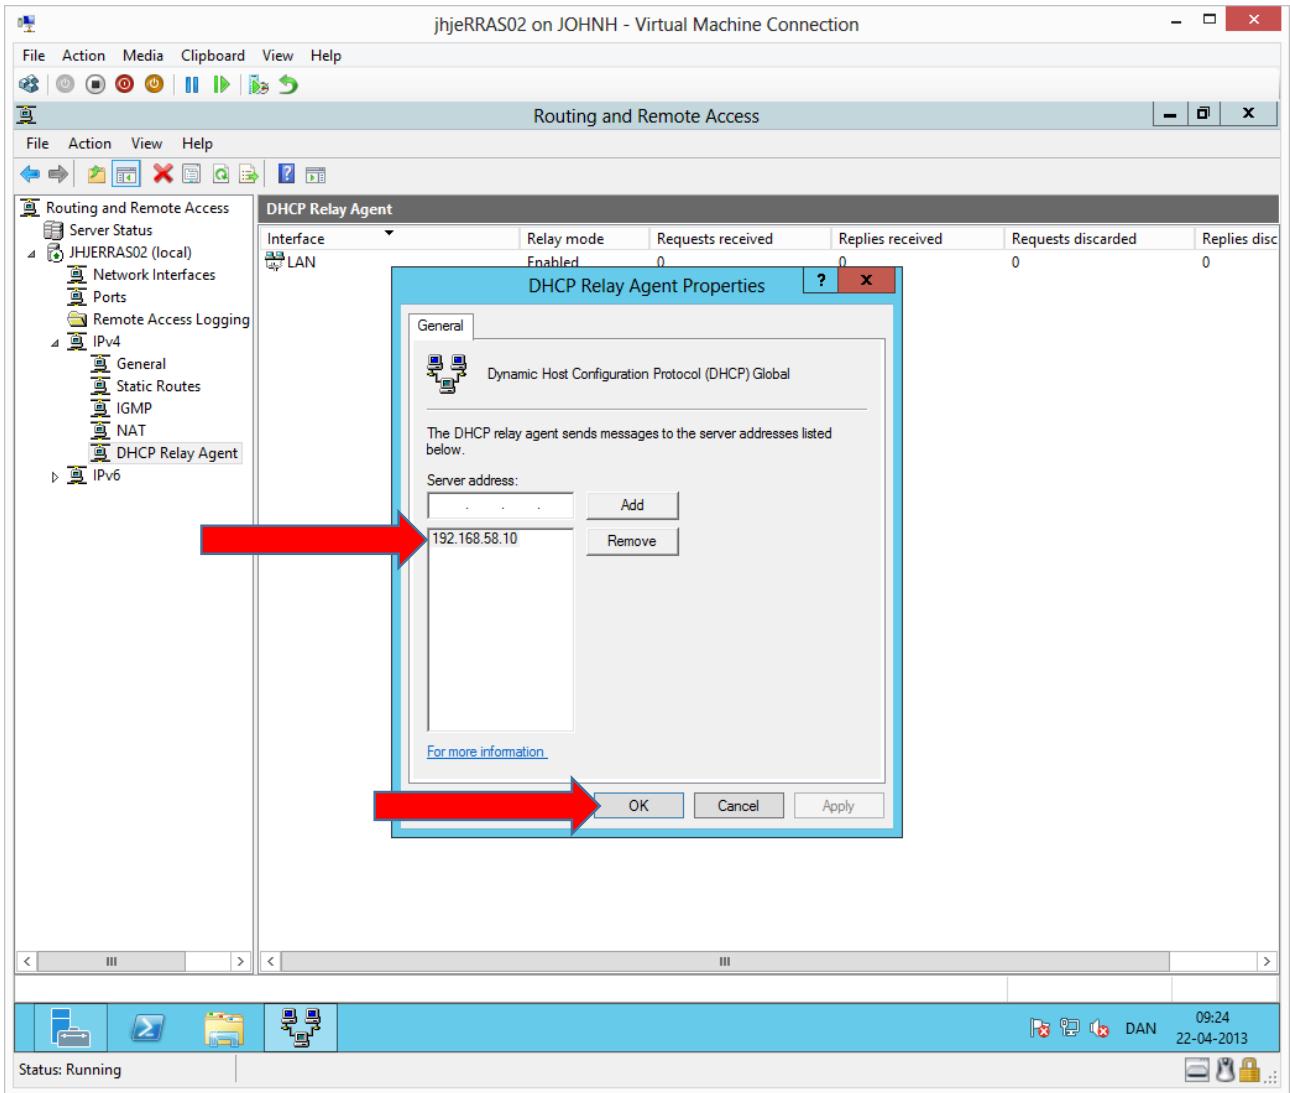 jhjeRRAS02 on JOHNH - Virtual Machine Connection
File Action Media Clipboard View Help
Routing and Remote Access
File Action View Help
Routing and Remote Access
Server Status
JHJERRAS02 (local)
Network Interfaces
Ports
Remote Access Logging
IPv4
General
Static Routes
IGMP
NAT
DHCP Relay Agent
IPv6
DHCP Relay Agent
Interface Relay mode Requests received Replies received Requests discarded Replies disc
LAN Enabled 0 0 0 0
DHCP Relay Agent Properties
General
Dynamic Host Configuration Protocol (DHCP) Global
The DHCP relay agent sends messages to the server addresses listed
below.
Server address:
. . .
Add
192.168.58.10
Remove
For more information
OK Cancel Apply
DAN
09:24
22-04-2013
Status: Running